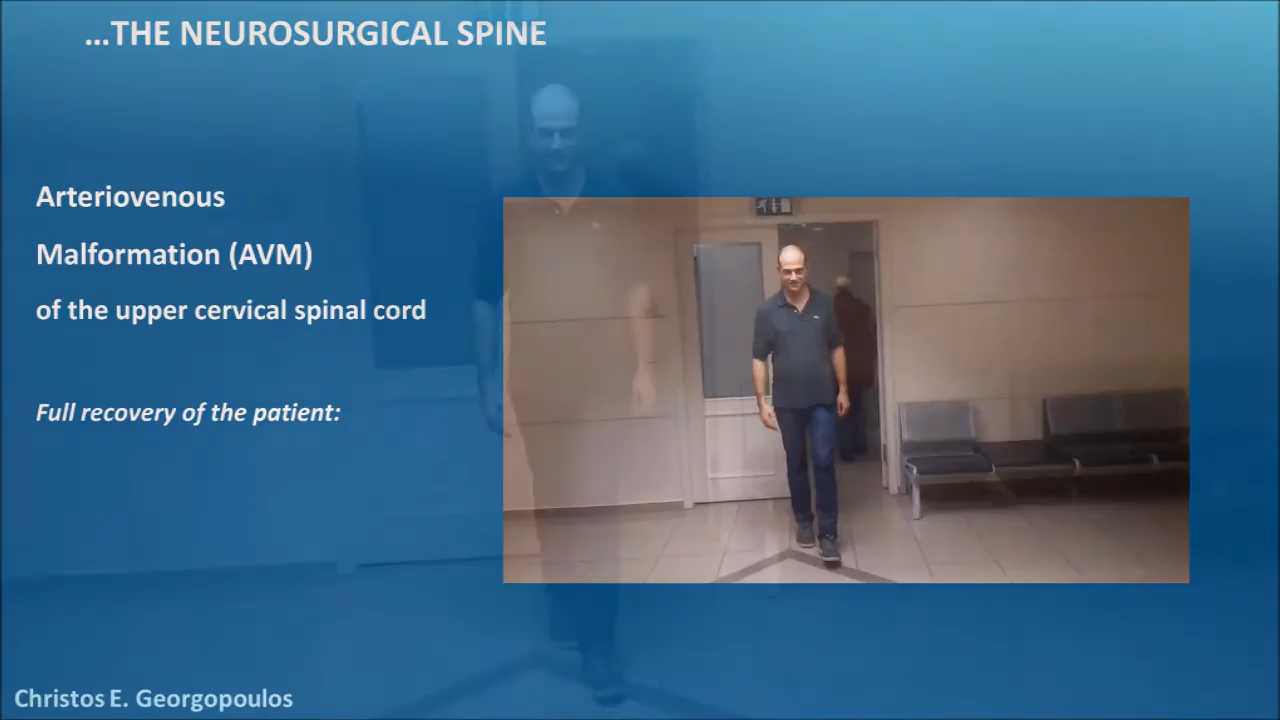 ...THE NEUROSURGICAL SPINE
Arteriovenous
Malformation (AVM)
of the upper cervical spinal cord
Full recovery of the patient:
Christos E. Georgopoulos